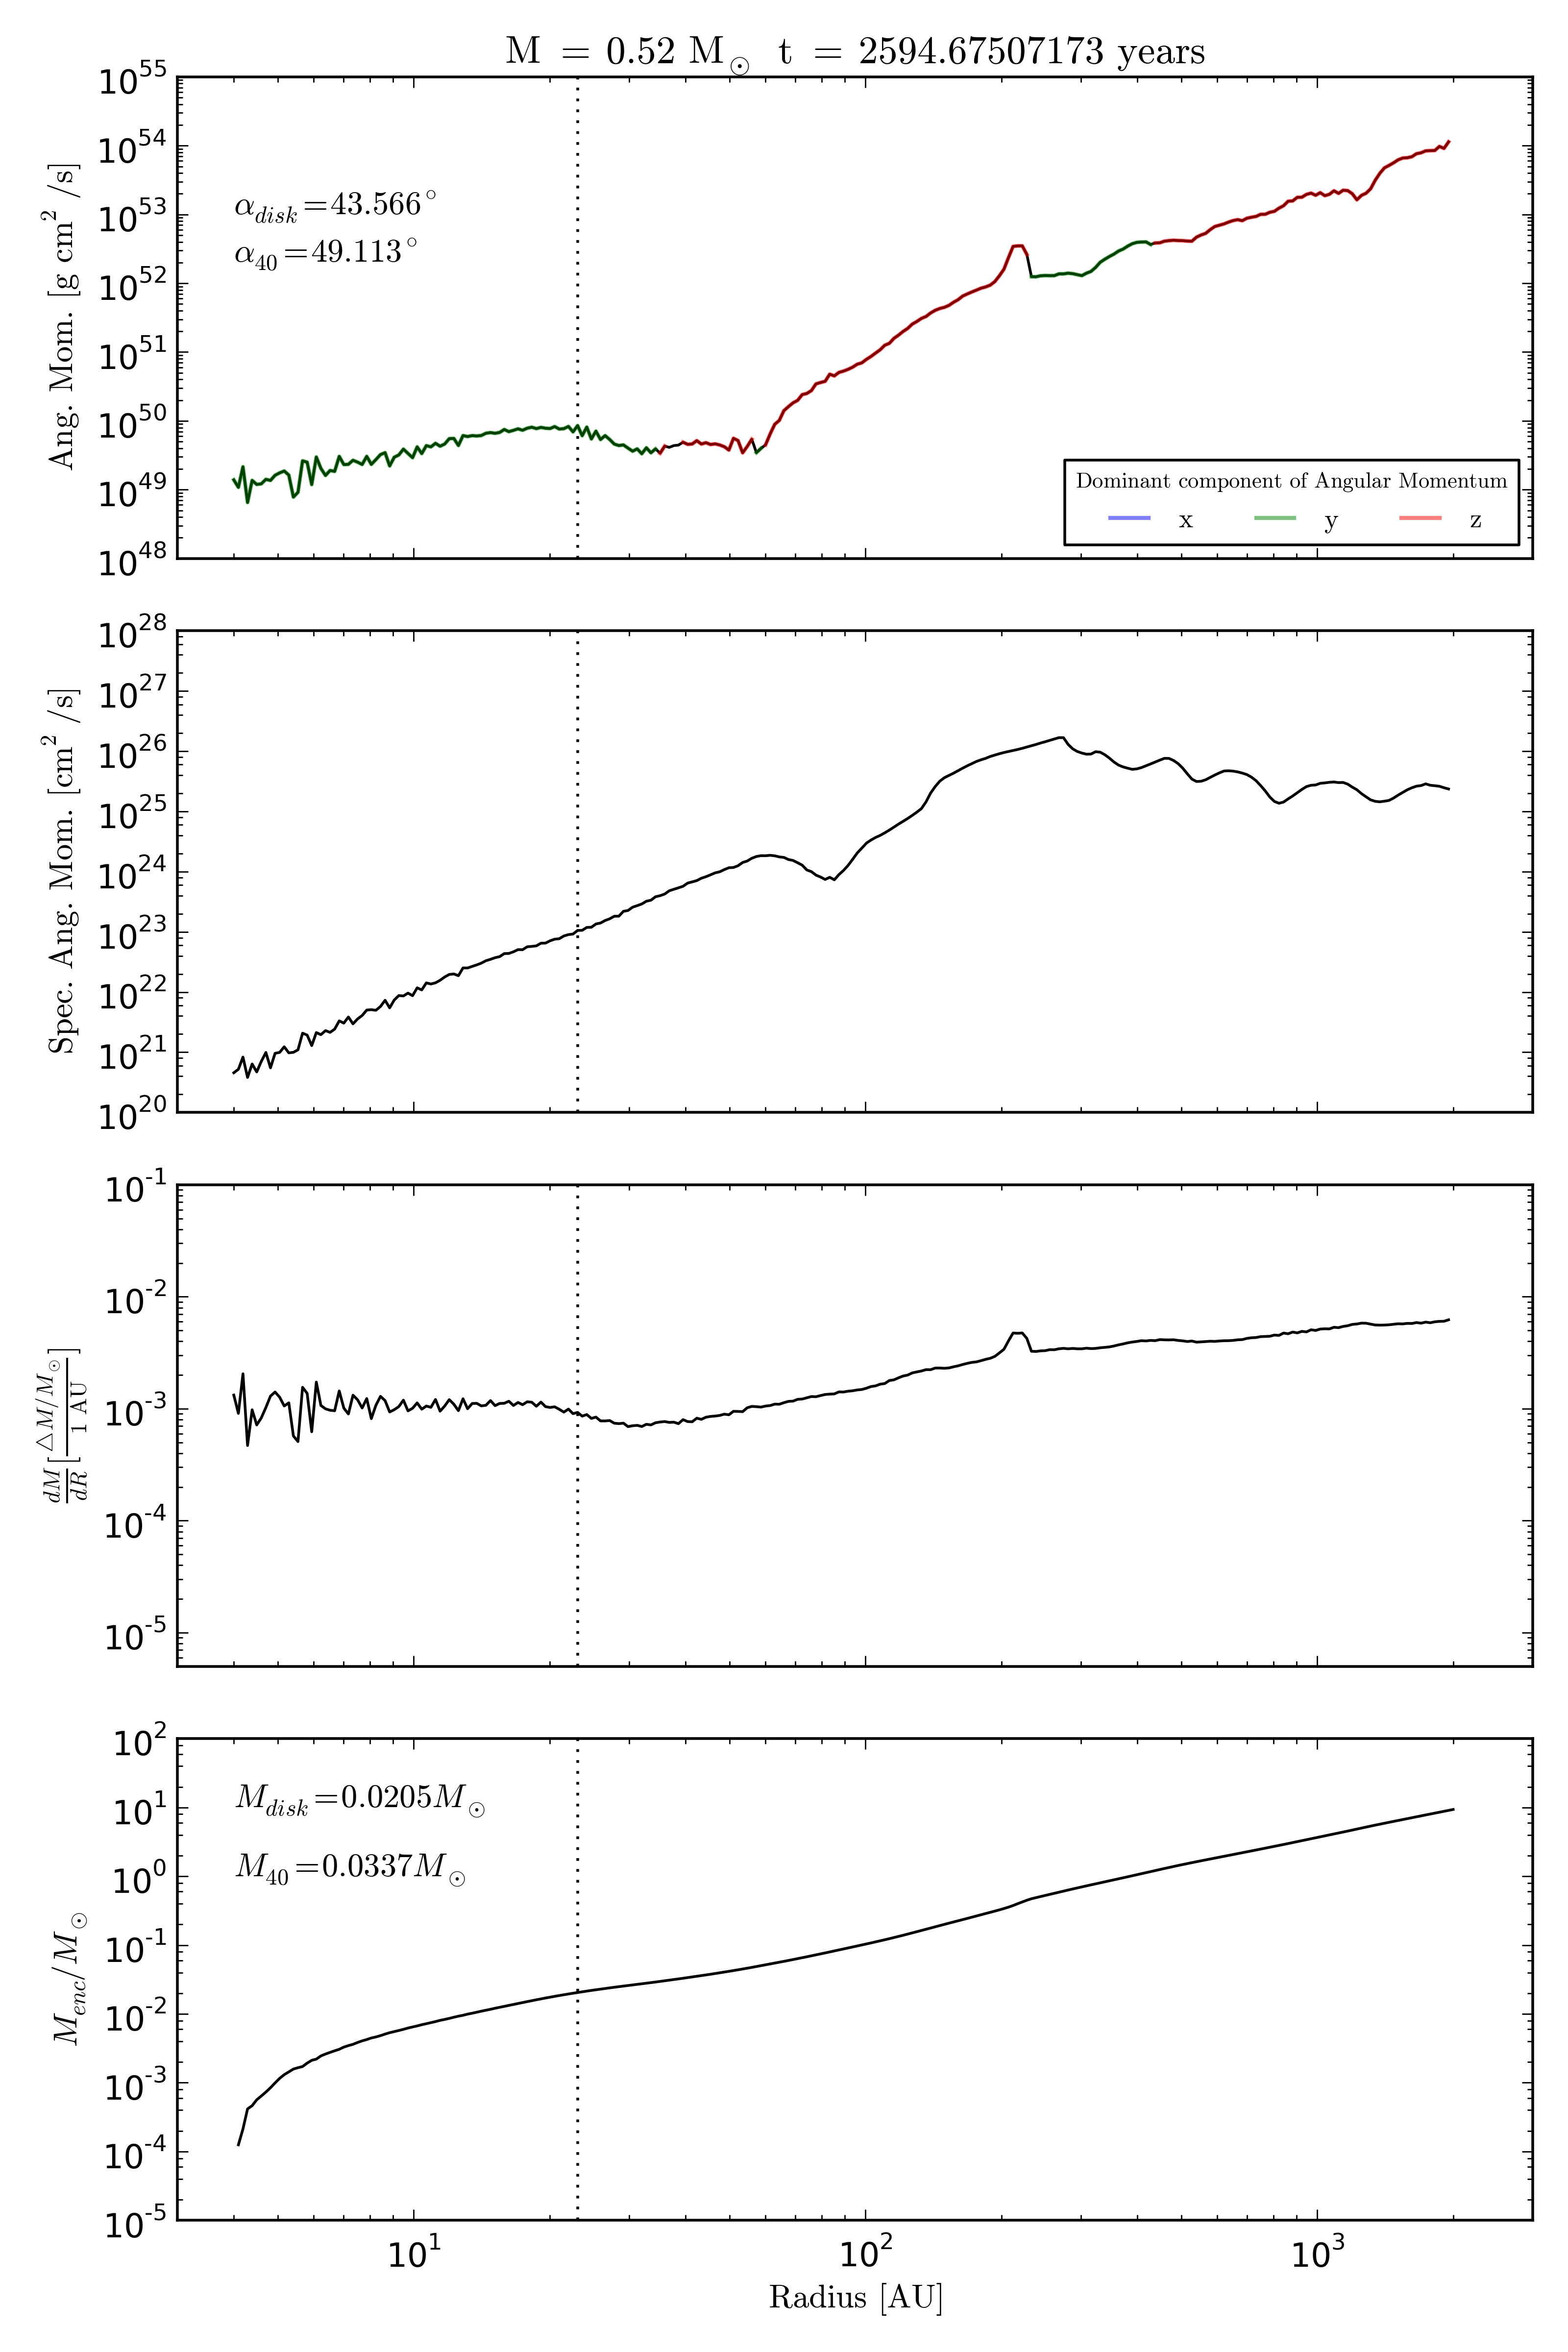 M = 0.52 M⊙ t = 2594.67507173 years
10^55
10^54
10^53
10^52
10^51
10^50
10^49
10^48
Ang. Mom. [g cm^2 /s]
α_disk = 43.566°
α_40 = 49.113°
Dominant component of Angular Momentum
x y z
10^28
10^27
10^26
10^25
10^24
10^23
10^22
10^21
10^20
Spec. Ang. Mom. [cm^2 /s]
10^-1
10^-2
10^-3
10^-4
10^-5
dM/dR [△M/M⊙ / 1 AU]
10^2
10^1
10^0
10^-1
10^-2
10^-3
10^-4
10^-5
M_enc/M⊙
M_disk = 0.0205M⊙
M_40 = 0.0337M⊙
10^1 10^2 10^3
Radius [AU]